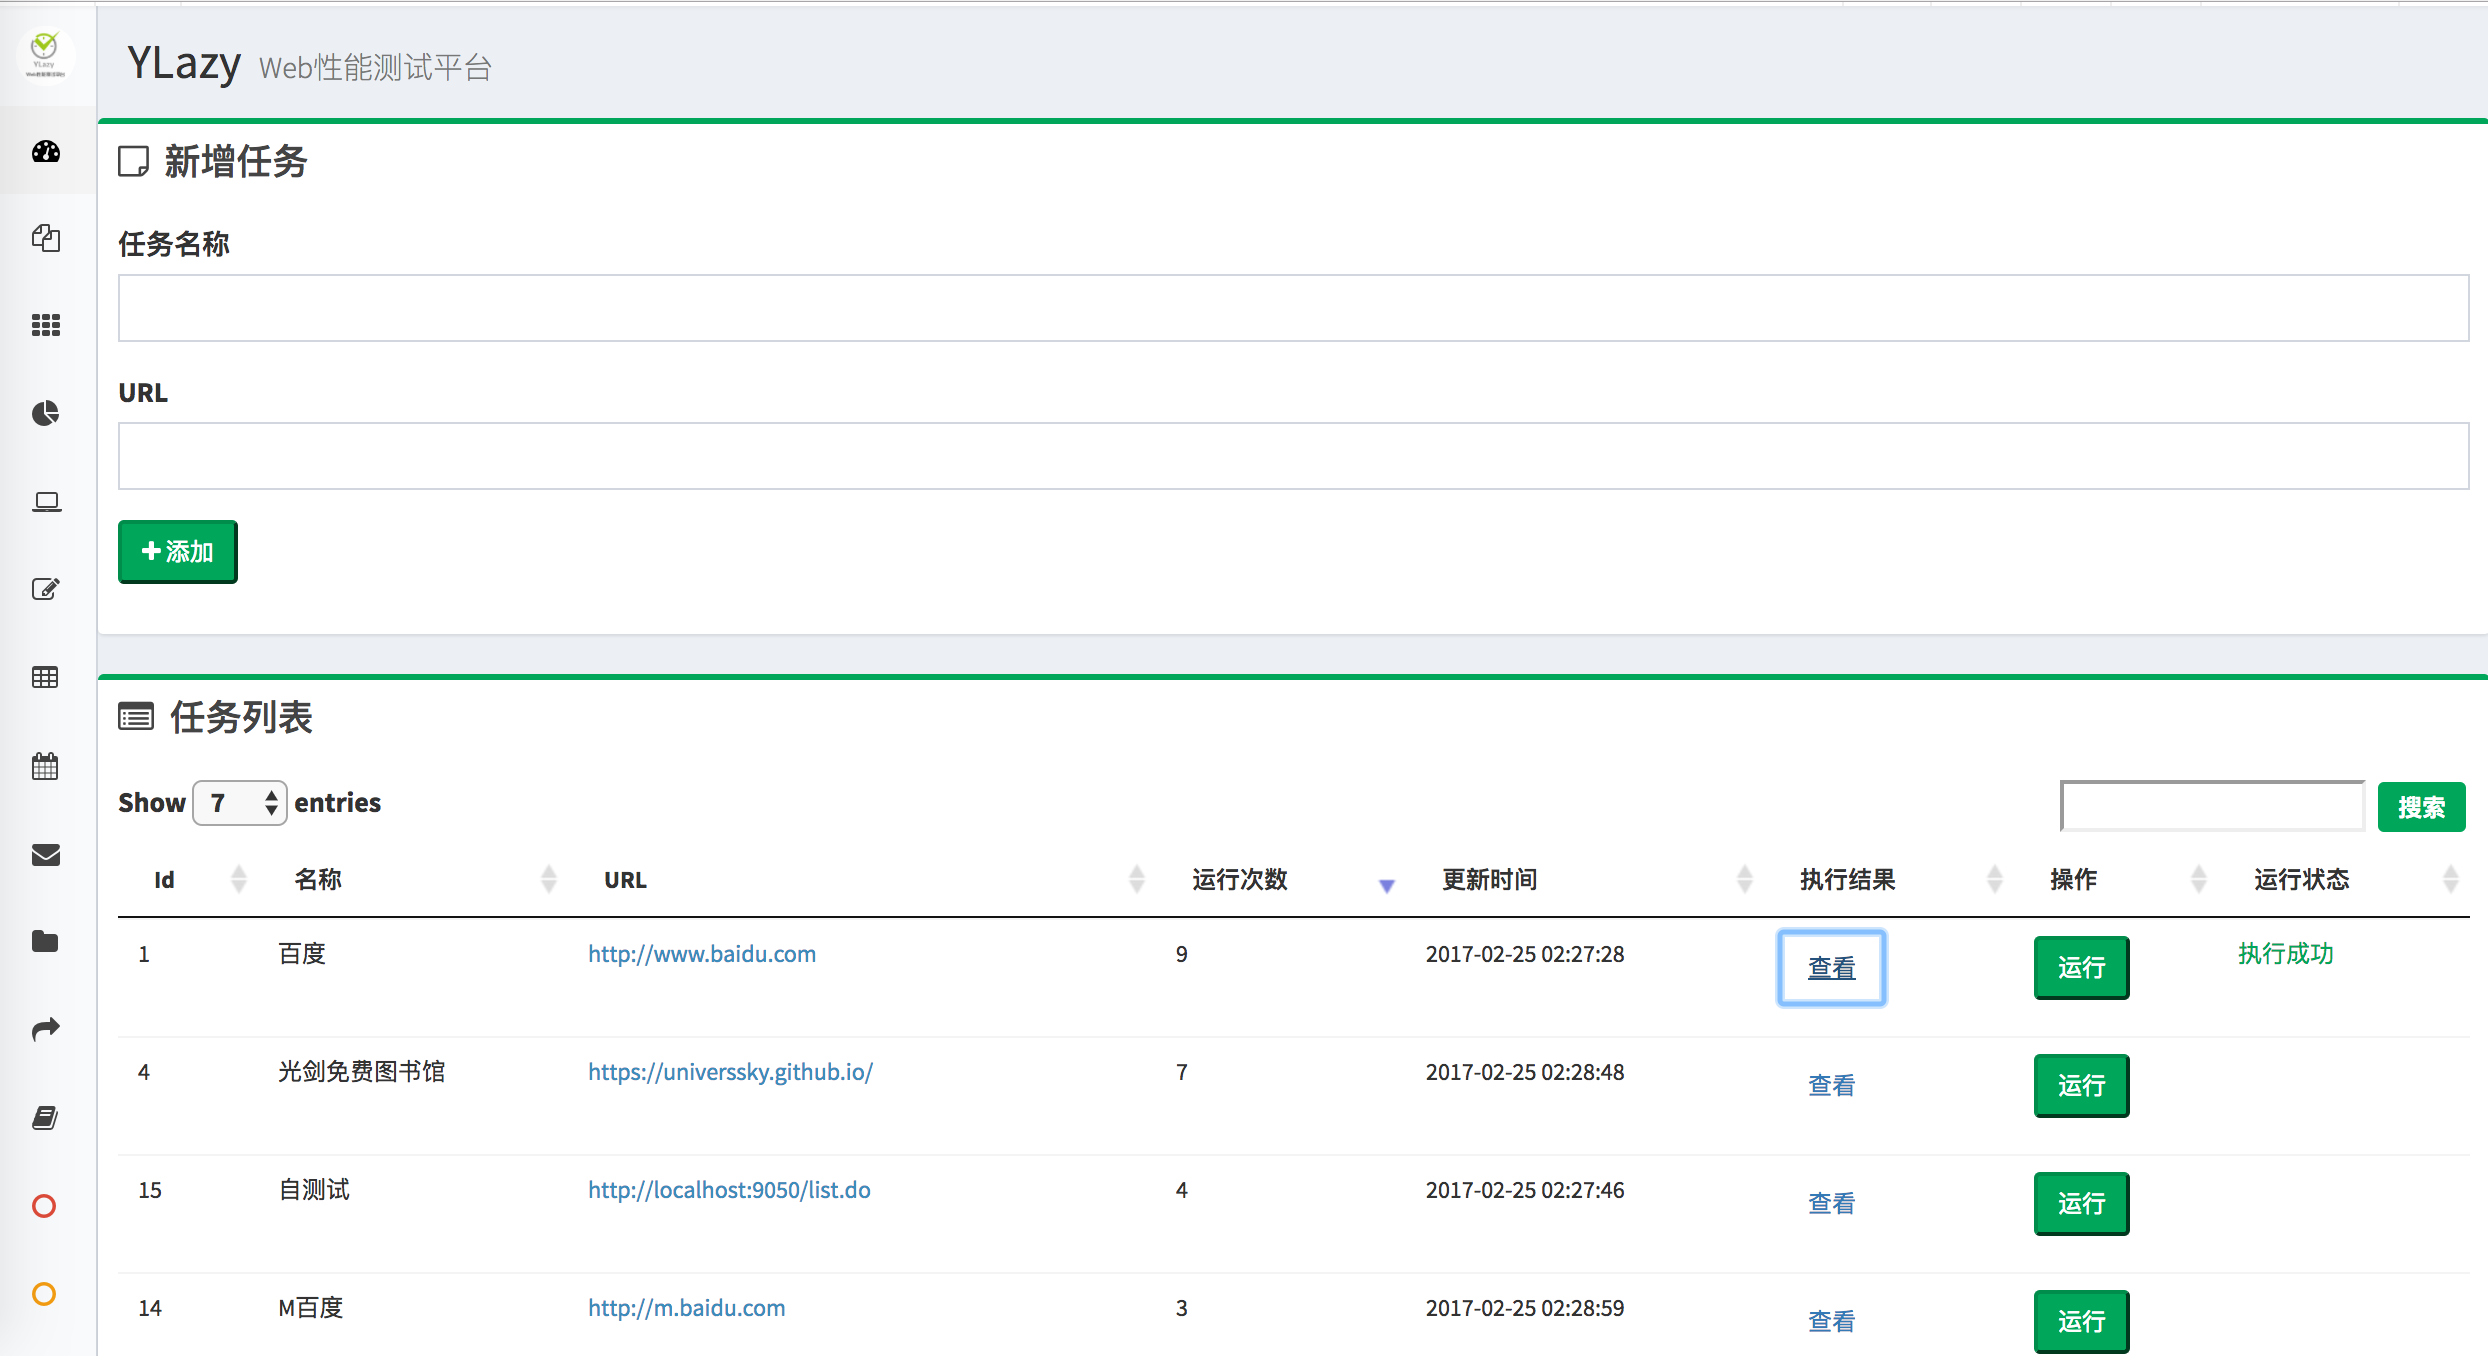 YLazy
YLazy Web性能测试平台
新增任务
任务名称
URL
添加
任务列表
Show 7 entries
搜索
Id 名称 URL 运行次数 更新时间 执行结果 操作 运行状态
1 百度 http://www.baidu.com 9 2017-02-25 02:27:28 查看 运行 执行成功
4 光剑免费图书馆 https://universsky.github.io/ 7 2017-02-25 02:28:48 查看 运行
15 自测试 http://localhost:9050/list.do 4 2017-02-25 02:27:46 查看 运行
14 M百度 http://m.baidu.com 3 2017-02-25 02:28:59 查看 运行